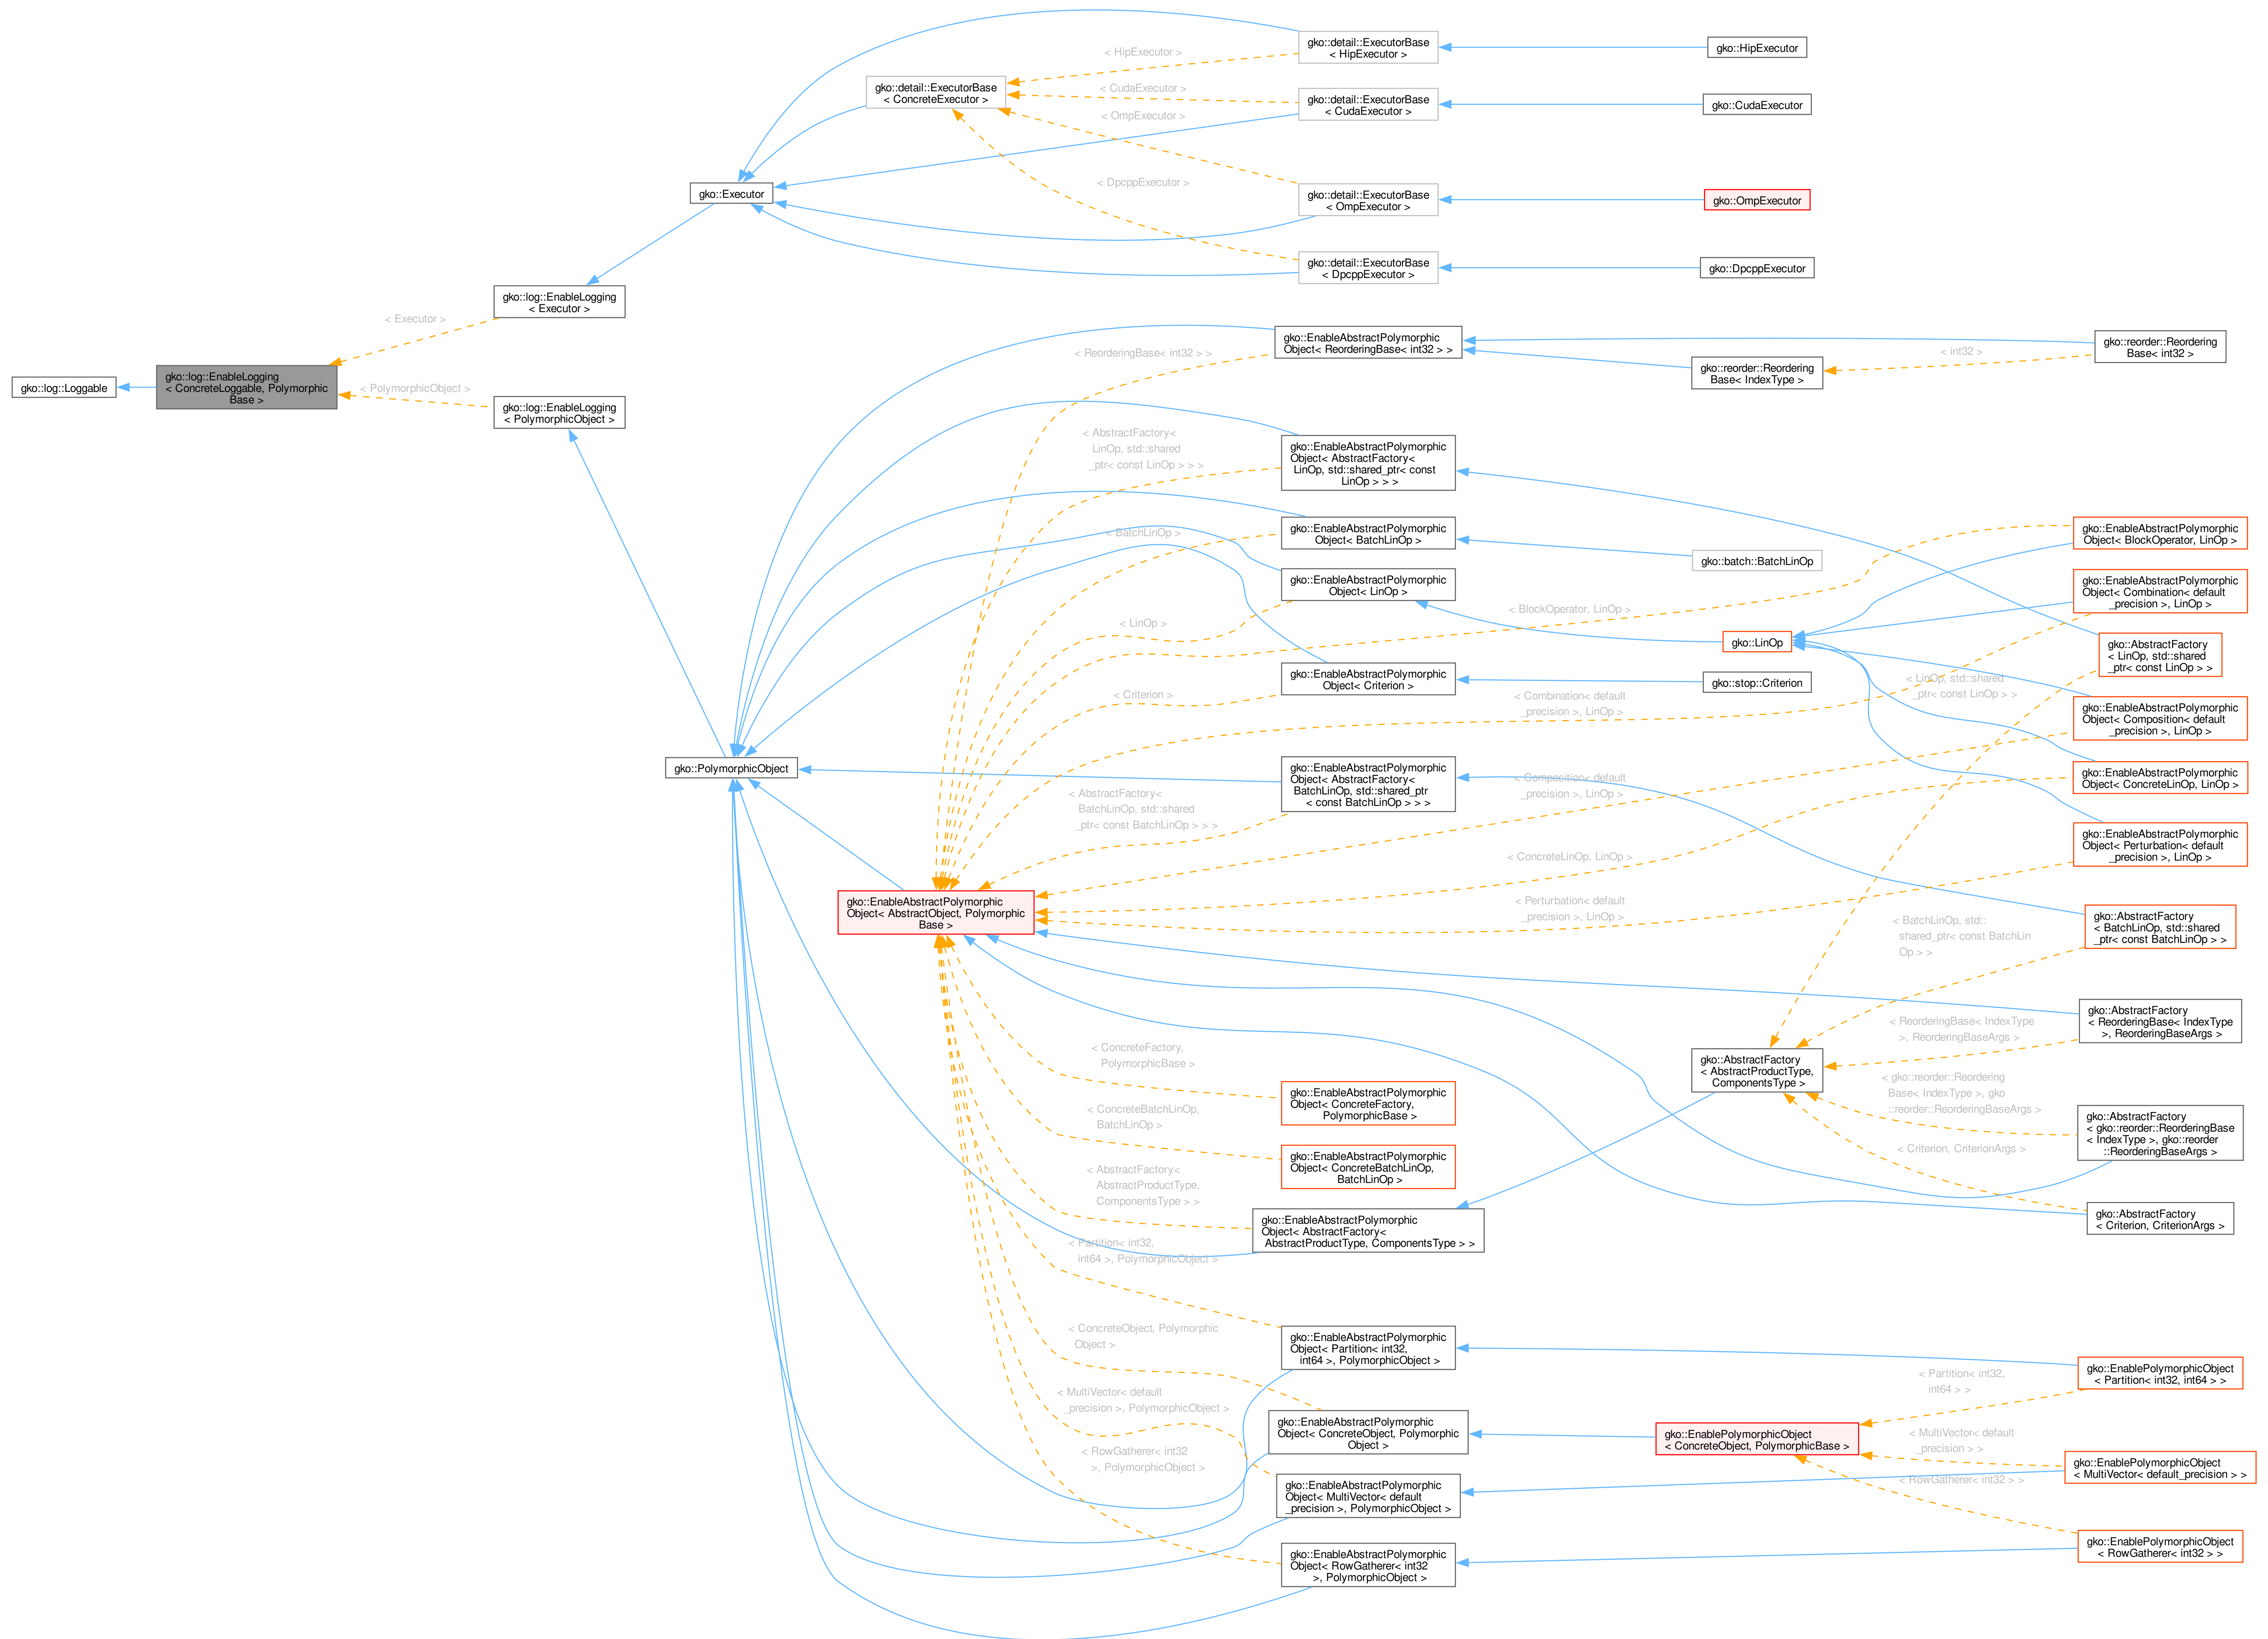 gko::log::Loggable
gko::log::EnableLogging
< ConcreteLoggable, Polymorphic
Base >
< Executor >
< PolymorphicObject >
gko::log::EnableLogging
< Executor >
gko::log::EnableLogging
< PolymorphicObject >
gko::Executor
gko::PolymorphicObject
gko::detail::ExecutorBase
< ConcreteExecutor >
< HipExecutor >
< CudaExecutor >
< OmpExecutor >
< DpcppExecutor >
gko::detail::ExecutorBase
< HipExecutor >
gko::HipExecutor
gko::detail::ExecutorBase
< CudaExecutor >
gko::CudaExecutor
gko::detail::ExecutorBase
< OmpExecutor >
gko::OmpExecutor
gko::detail::ExecutorBase
< DpcppExecutor >
gko::DpcppExecutor
gko::EnableAbstractPolymorphic
Object< AbstractObject, Polymorphic
Base >
< ReorderingBase< int32 > >
< AbstractFactory<
LinOp, std::shared
_ptr< const LinOp > > >
< BatchLinOp >
< LinOp >
< Criterion >
< AbstractFactory<
BatchLinOp, std::shared
_ptr< const BatchLinOp > > >
< ConcreteFactory,
PolymorphicBase >
< ConcreteBatchLinOp,
BatchLinOp >
< AbstractFactory<
AbstractProductType,
ComponentsType > >
< Partition< int32,
int64 >, PolymorphicObject >
< ConcreteObject, Polymorphic
Object >
< MultiVector< default
_precision >, PolymorphicObject >
< RowGatherer< int32
>, PolymorphicObject >
gko::EnableAbstractPolymorphic
Object< ReorderingBase< int32 > >
gko::EnableAbstractPolymorphic
Object< AbstractFactory<
LinOp, std::shared_ptr< const
LinOp > > >
gko::EnableAbstractPolymorphic
Object< BatchLinOp >
gko::EnableAbstractPolymorphic
Object< LinOp >
gko::EnableAbstractPolymorphic
Object< Criterion >
gko::EnableAbstractPolymorphic
Object< AbstractFactory<
BatchLinOp, std::shared_ptr
< const BatchLinOp > > >
gko::EnableAbstractPolymorphic
Object< ConcreteFactory,
PolymorphicBase >
gko::EnableAbstractPolymorphic
Object< ConcreteBatchLinOp,
BatchLinOp >
gko::EnableAbstractPolymorphic
Object< AbstractFactory<
AbstractProductType, ComponentsType > >
gko::EnableAbstractPolymorphic
Object< Partition< int32,
int64 >, PolymorphicObject >
gko::EnableAbstractPolymorphic
Object< ConcreteObject, Polymorphic
Object >
gko::EnableAbstractPolymorphic
Object< MultiVector< default
_precision >, PolymorphicObject >
gko::EnableAbstractPolymorphic
Object< RowGatherer< int32
>, PolymorphicObject >
< BlockOperator, LinOp >
< Combination< default
_precision >, LinOp >
< Composition< default
_precision >, LinOp >
< ConcreteLinOp, LinOp >
< Perturbation< default
_precision >, LinOp >
gko::reorder::Reordering
Base< IndexType >
gko::batch::BatchLinOp
gko::LinOp
gko::stop::Criterion
gko::AbstractFactory
< AbstractProductType,
ComponentsType >
gko::EnablePolymorphicObject
< ConcreteObject, PolymorphicBase >
< int32 >
< LinOp, std::shared
_ptr< const LinOp > >
< BatchLinOp, std::
shared_ptr< const BatchLin
Op > >
< ReorderingBase< IndexType
>, ReorderingBaseArgs >
< gko::reorder::Reordering
Base< IndexType >, gko
::reorder::ReorderingBaseArgs >
< Criterion, CriterionArgs >
< Partition< int32,
int64 > >
< MultiVector< default
_precision > >
< RowGatherer< int32 > >
gko::reorder::Reordering
Base< int32 >
gko::EnableAbstractPolymorphic
Object< BlockOperator, LinOp >
gko::EnableAbstractPolymorphic
Object< Combination< default
_precision >, LinOp >
gko::AbstractFactory
< LinOp, std::shared
_ptr< const LinOp > >
gko::EnableAbstractPolymorphic
Object< Composition< default
_precision >, LinOp >
gko::EnableAbstractPolymorphic
Object< ConcreteLinOp, LinOp >
gko::EnableAbstractPolymorphic
Object< Perturbation< default
_precision >, LinOp >
gko::AbstractFactory
< BatchLinOp, std::shared
_ptr< const BatchLinOp > >
gko::AbstractFactory
< ReorderingBase< IndexType
>, ReorderingBaseArgs >
gko::AbstractFactory
< gko::reorder::ReorderingBase
< IndexType >, gko::reorder
::ReorderingBaseArgs >
gko::AbstractFactory
< Criterion, CriterionArgs >
gko::EnablePolymorphicObject
< Partition< int32, int64 > >
gko::EnablePolymorphicObject
< MultiVector< default_precision > >
gko::EnablePolymorphicObject
< RowGatherer< int32 > >